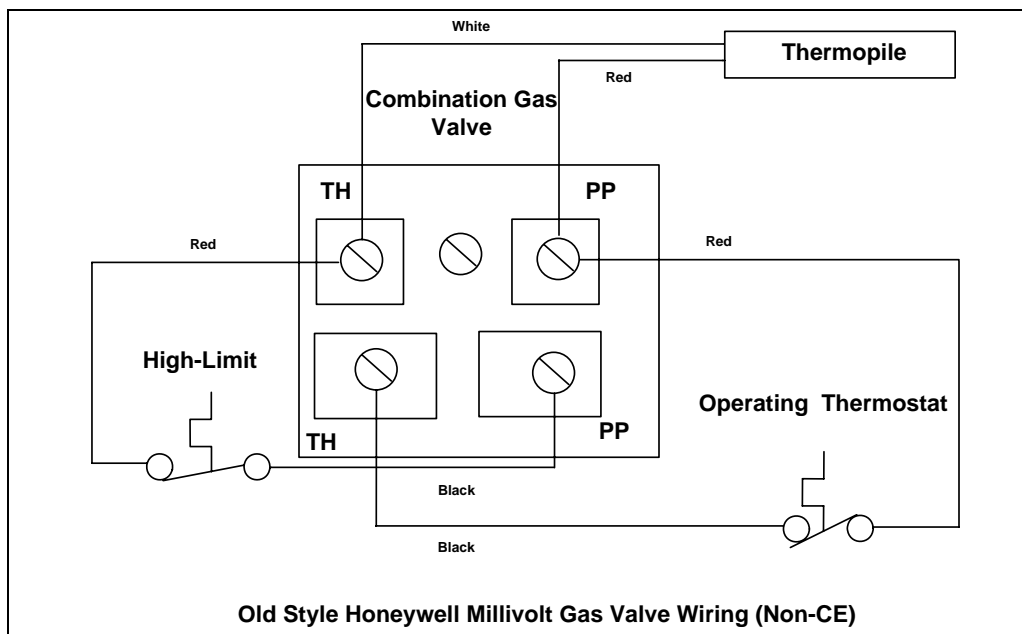 White
Thermopile
Red
Combination Gas
Valve
TH
PP
Red
Red
High-Limit
Operating Thermostat
TH
PP
Black
Black
Old Style Honeywell Millivolt Gas Valve Wiring (Non-CE)